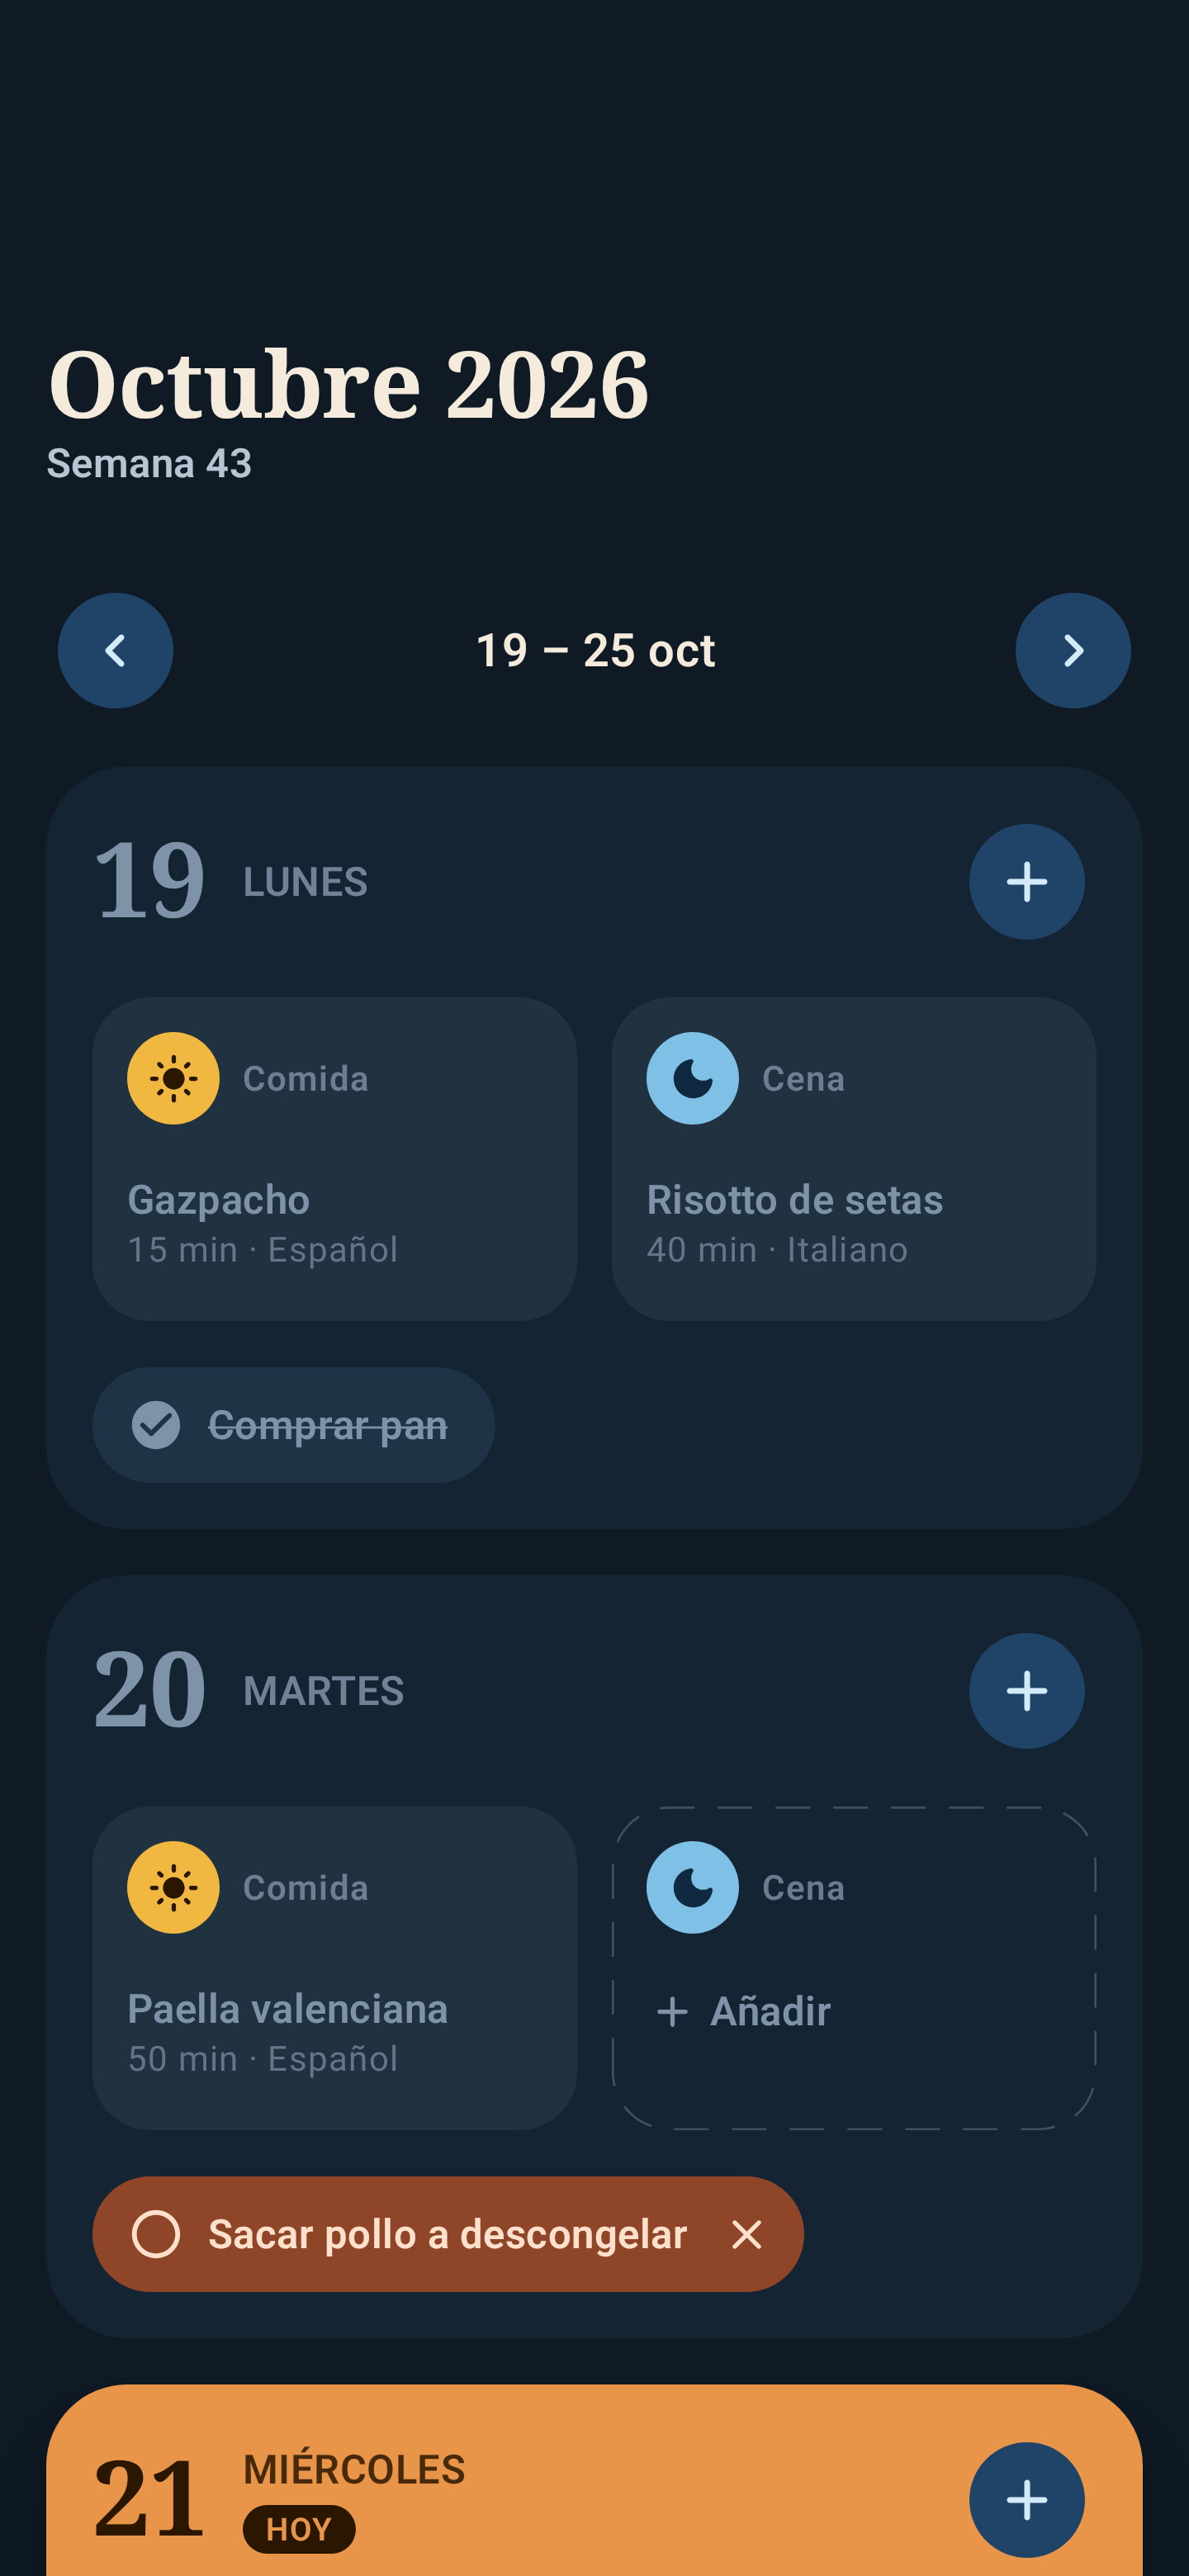 Octubre 2026
Semana 43
19 – 25 oct
19 LUNES
Comida
Gazpacho
15 min · Español
Cena
Risotto de setas
40 min · Italiano
Comprar pan
20 MARTES
Comida
Paella valenciana
50 min · Español
Cena
+ Añadir
Sacar pollo a descongelar
21 MIÉRCOLES
HOY